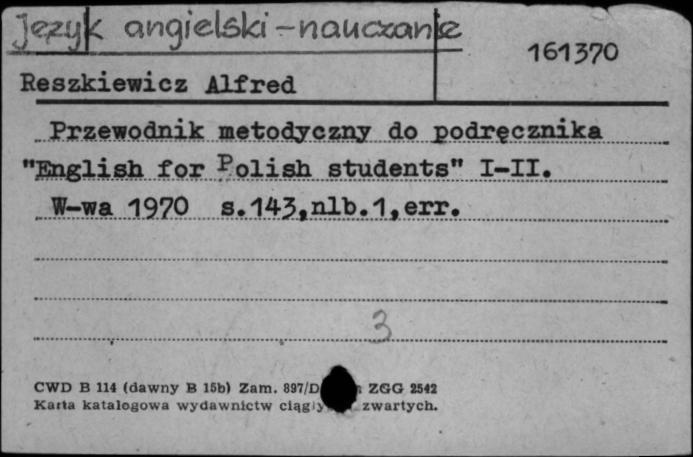 Język angielski - nauczanie
161370
Reszkiewicz Alfred
Przewodnik metodyczny do podręcznika
"English for Polish students" I-II.
W-wa 1970 s.143,nlb.1,err.
3
CWD B 114 (dawny B 15b) Zam. 897/D ZGG 2542
Karta katalogowa wydawnictw zwartych.